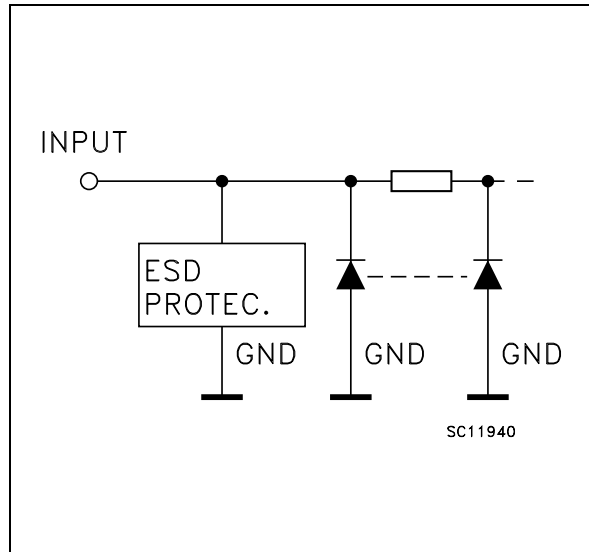 INPUT
ESD
PROTEC.
GND
GND
GND
SC11940